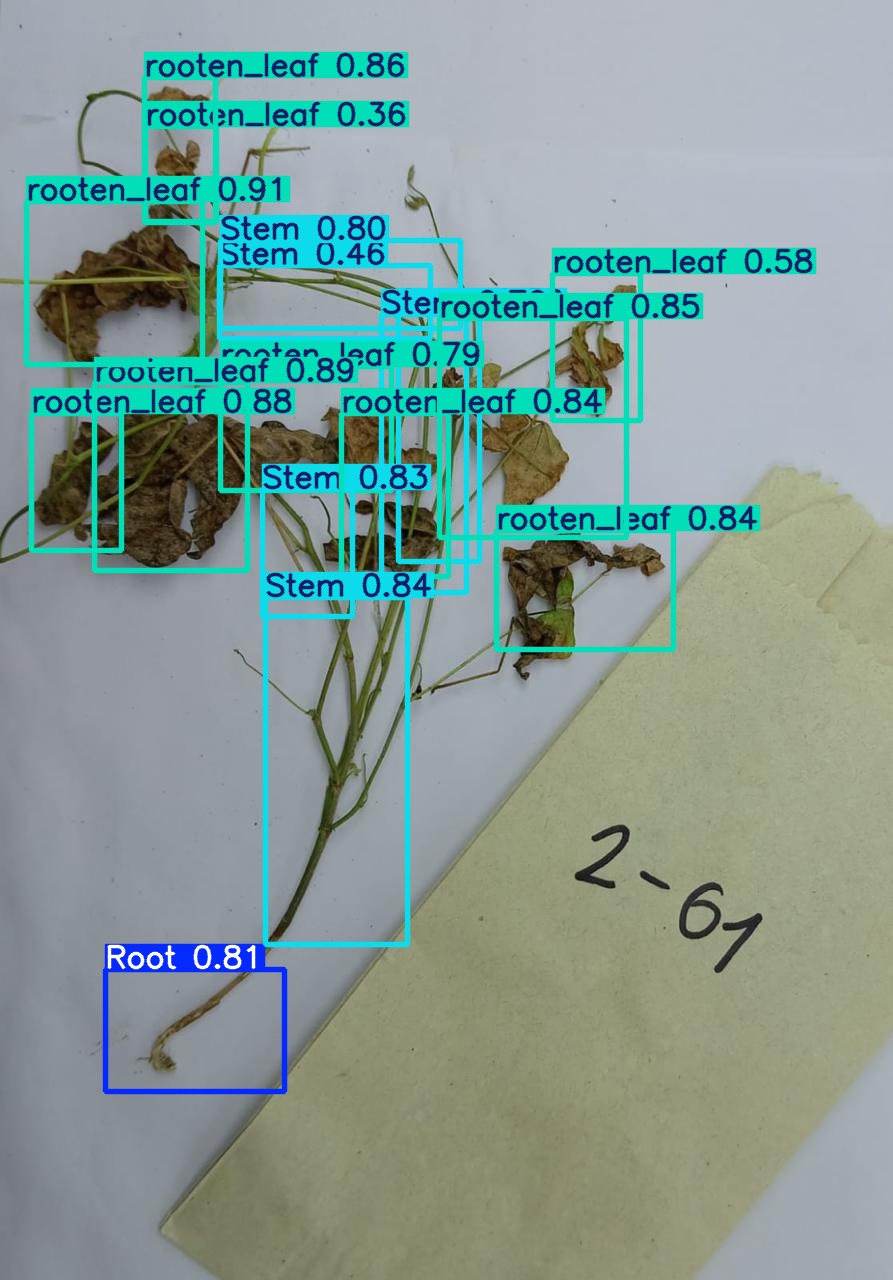 rooten_leaf 0.86
rooten_leaf 0.36
rooten_leaf 0.91
Stem 0.80
Stem 0.46
rooten_leaf 0.58
rooten_leaf 0.85
rooten_leaf 0.79
rooten_leaf 0.89
rooten_leaf 0.88
rooten_leaf 0.84
Stem 0.83
rooten_leaf 0.84
Stem 0.84
2-61
Root 0.81